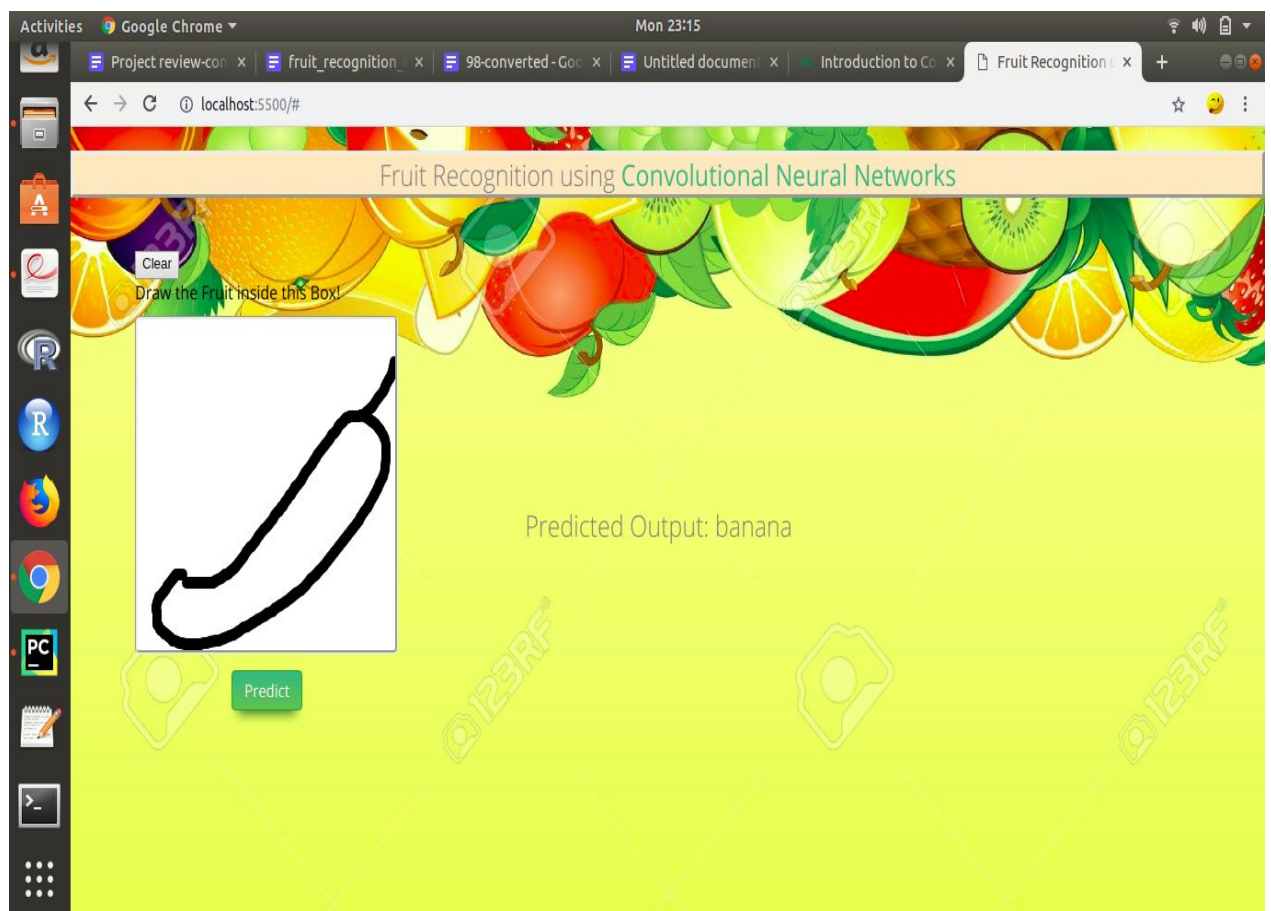 Activities Google Chrome Mon 23:15
Project review-con fruit_recognition_ 98-converted - Goo Untitled document Introduction to Co Fruit Recognition u
localhost:5500/#
Fruit Recognition using Convolutional Neural Networks
Clear
Draw the Fruit inside this Box!
Predicted Output: banana
Predict
@123RF
@123RF
@123RF
PC
R
R